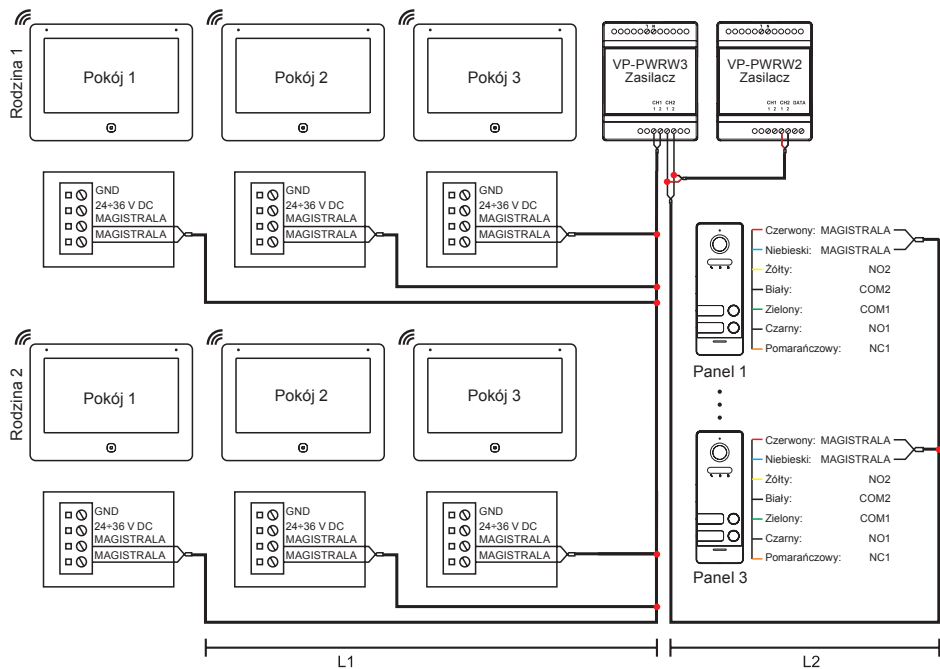 Rodzina 1
Pokój 1
Pokój 2
Pokój 3
1 N
VP-PWRW3
Zasilacz
CH1 CH2
1 2 1 2
VP-PWRW2
Zasilacz
CH1 CH2 DATA
1 2 1 2
GND
24÷36 V DC
MAGISTRALA
MAGISTRALA
GND
24÷36 V DC
MAGISTRALA
MAGISTRALA
GND
24÷36 V DC
MAGISTRALA
MAGISTRALA
Czerwony: MAGISTRALA
Niebieski: MAGISTRALA
Żółty: NO2
Biały: COM2
Zielony: COM1
Czarny: NO1
Pomarańczowy: NC1
Panel 1
Rodzina 2
Pokój 1
Pokój 2
Pokój 3
GND
24÷36 V DC
MAGISTRALA
MAGISTRALA
GND
24÷36 V DC
MAGISTRALA
MAGISTRALA
GND
24÷36 V DC
MAGISTRALA
MAGISTRALA
Czerwony: MAGISTRALA
Niebieski: MAGISTRALA
Żółty: NO2
Biały: COM2
Zielony: COM1
Czarny: NO1
Pomarańczowy: NC1
Panel 3
L1
L2